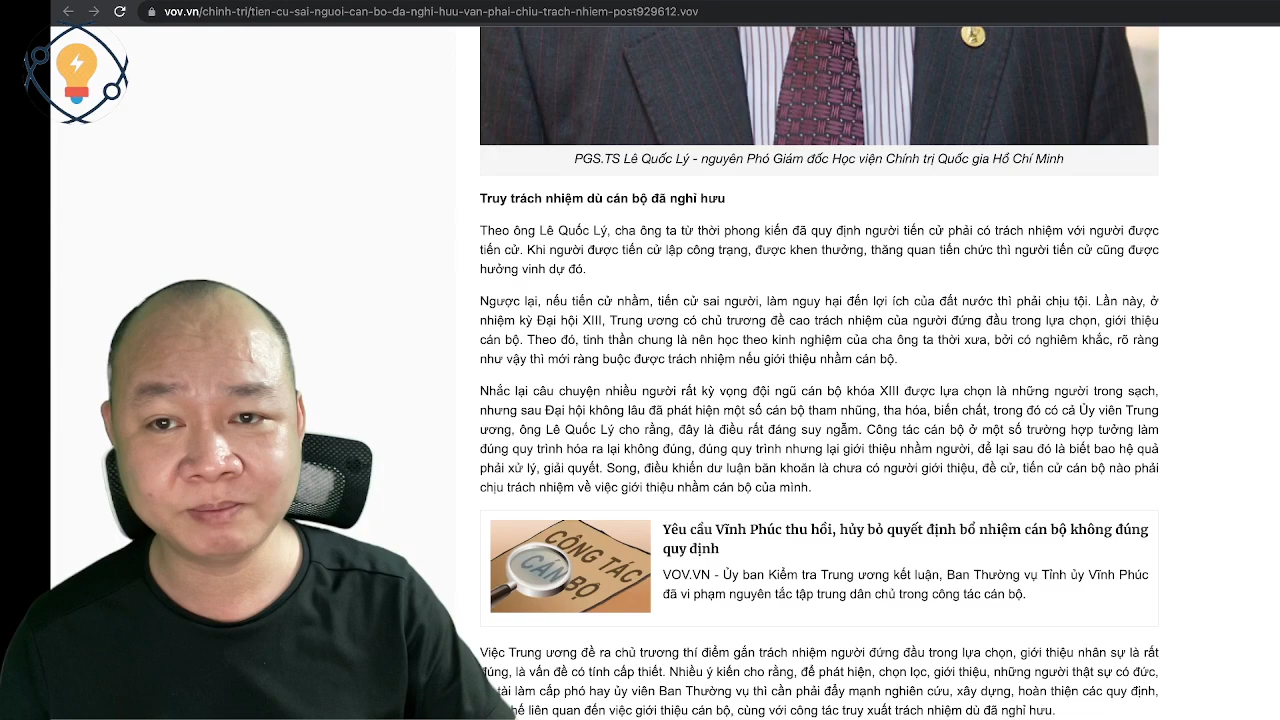 vov.vn/chinh-tri/tien-cu-sai-nguoi-can-bo-da-nghi-huu-van-phai-chiu-trach-nhiem-post929612.vov
PGS.TS Lê Quốc Lý - nguyên Phó Giám đốc Học viện Chính trị Quốc gia Hồ Chí Minh
Truy trách nhiệm dù cán bộ đã nghỉ hưu
Theo ông Lê Quốc Lý, cha ông ta từ thời phong kiến đã quy định người tiến cử phải có trách nhiệm với người được
tiến cử. Khi người được tiến cử lập công trạng, được khen thưởng, thăng quan tiến chức thì người tiến cử cũng được
hưởng vinh dự đó.
Ngược lại, nếu tiến cử nhầm, tiến cử sai người, làm nguy hại đến lợi ích của đất nước thì phải chịu tội. Lần này, ở
nhiệm kỳ Đại hội XIII, Trung ương có chủ trương đề cao trách nhiệm của người đứng đầu trong lựa chọn, giới thiệu
cán bộ. Theo đó, tinh thần chung là nên học theo kinh nghiệm của cha ông ta thời xưa, bởi có nghiêm khắc, rõ ràng
như vậy thì mới ràng buộc được trách nhiệm nếu giới thiệu nhầm cán bộ.
Nhắc lại câu chuyện nhiều người rất kỳ vọng đội ngũ cán bộ khóa XIII được lựa chọn là những người trong sạch,
nhưng sau Đại hội không lâu đã phát hiện một số cán bộ tham nhũng, tha hóa, biến chất, trong đó có cả Ủy viên Trung
ương, ông Lê Quốc Lý cho rằng, đây là điều rất đáng suy ngẫm. Công tác cán bộ ở một số trường hợp tưởng làm
đúng quy trình hóa ra lại không đúng, đúng quy trình nhưng lại giới thiệu nhầm người, để lại sau đó là biết bao hệ quả
phải xử lý, giải quyết. Song, điều khiến dư luận băn khoăn là chưa có người giới thiệu, đề cử, tiến cử cán bộ nào phải
chịu trách nhiệm về việc giới thiệu nhầm cán bộ của mình.
CÔNG TÁC
CÁN BỘ
Yêu cầu Vĩnh Phúc thu hồi, hủy bỏ quyết định bổ nhiệm cán bộ không đúng
quy định
VOV.VN - Ủy ban Kiểm tra Trung ương kết luận, Ban Thường vụ Tỉnh ủy Vĩnh Phúc
đã vi phạm nguyên tắc tập trung dân chủ trong công tác cán bộ.
Việc Trung ương đề ra chủ trương thí điểm gắn trách nhiệm người đứng đầu trong lựa chọn, giới thiệu nhân sự là rất
đúng, là vấn đề có tính cấp thiết. Nhiều ý kiến cho rằng, để phát hiện, chọn lọc, giới thiệu, những người thật sự có đức,
tài làm cấp phó hay ủy viên Ban Thường vụ thì cần phải đẩy mạnh nghiên cứu, xây dựng, hoàn thiện các quy định,
liên quan đến việc giới thiệu cán bộ, cùng với công tác truy xuất trách nhiệm dù đã nghỉ hưu.